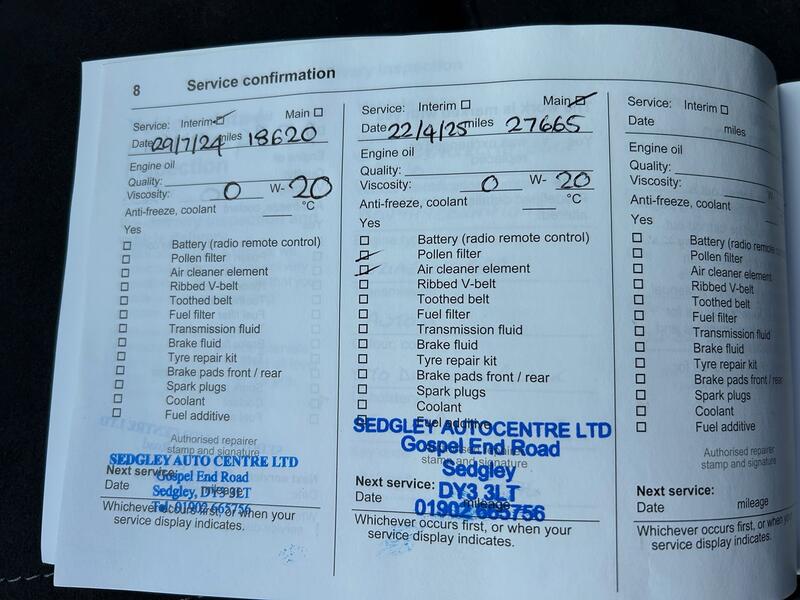 8 Service confirmation
Service: Interim Main
Date 29/7/24 miles 18620
Engine oil
Quality:
Viscosity: 0 W- 20
Anti-freeze, coolant °C
Yes
Battery (radio remote control)
Pollen filter
Air cleaner element
Ribbed V-belt
Toothed belt
Fuel filter
Transmission fluid
Brake fluid
Tyre repair kit
Brake pads front / rear
Spark plugs
Coolant
Fuel additive
Authorised repairer
stamp and signature
SEDGLEY AUTO CENTRE LTD
Next service:
Gospel End Road
Date mileage
Sedgley, DY3 3LT
Tel. 01902 665756
Whichever occurs first, or when your
service display indicates.
Service: Interim Main
Date 22/4/25 miles 27665
Engine oil
Quality:
Viscosity: 0 W- 20
Anti-freeze, coolant °C
Yes
Battery (radio remote control)
Pollen filter
Air cleaner element
Ribbed V-belt
Toothed belt
Fuel filter
Transmission fluid
Brake fluid
Tyre repair kit
Brake pads front / rear
Spark plugs
Coolant
Fuel additive
SEDGLEY AUTOCENTRE LTD
Authorised repairer
Gospel End Road
stamp and signature
Sedgley
Next service:
DY3 3LT
Date mileage
01902 665756
Whichever occurs first, or when your
service display indicates.
Service: Interim
Date miles
Engine oil
Quality:
Viscosity: W-
Anti-freeze, coolant
Yes
Battery (radio remote
Pollen filter
Air cleaner element
Ribbed V-belt
Toothed belt
Fuel filter
Transmission fluid
Brake fluid
Tyre repair kit
Brake pads front / rear
Spark plugs
Coolant
Fuel additive
Authorised repairer
stamp and signature
Next service:
Date mileage
Whichever occurs first, or when your
service display indicates.